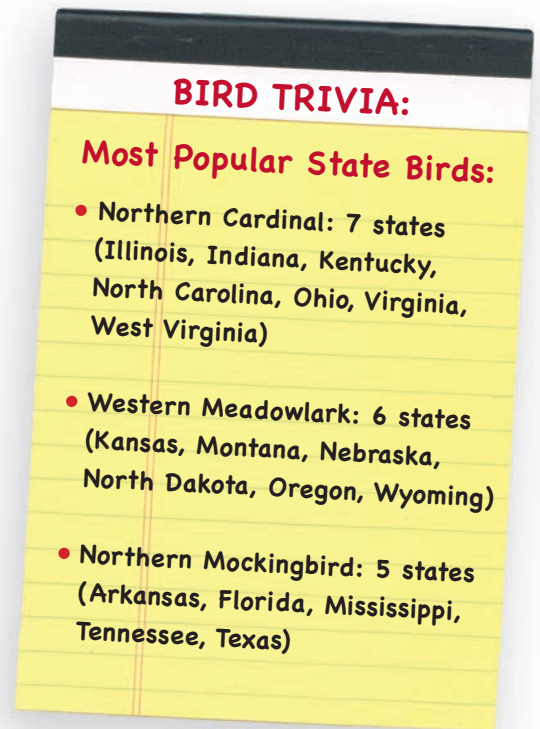 BIRD TRIVIA:
Most Popular State Birds:
• Northern Cardinal: 7 states
(Illinois, Indiana, Kentucky,
North Carolina, Ohio, Virginia,
West Virginia)
• Western Meadowlark: 6 states
(Kansas, Montana, Nebraska,
North Dakota, Oregon, Wyoming)
• Northern Mockingbird: 5 states
(Arkansas, Florida, Mississippi,
Tennessee, Texas)